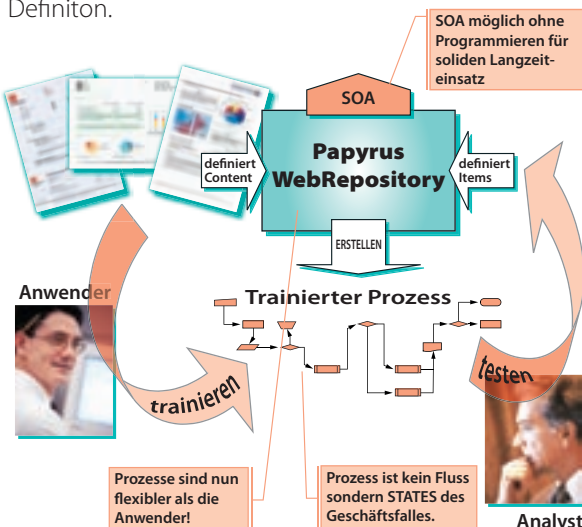 Definiton.
SOA möglich ohne
Programmieren für
soliden Langzeit-
einsatz
SOA
definiert
Content
Papyrus
WebRepository
definiert
Items
ERSTELLEN
Anwender
Trainierter Prozess
trainieren
testen
Prozesse sind nun
flexibler als die
Anwender!
Prozess ist kein Fluss
sondern STATES des
Geschäftsfalles.
Analyst